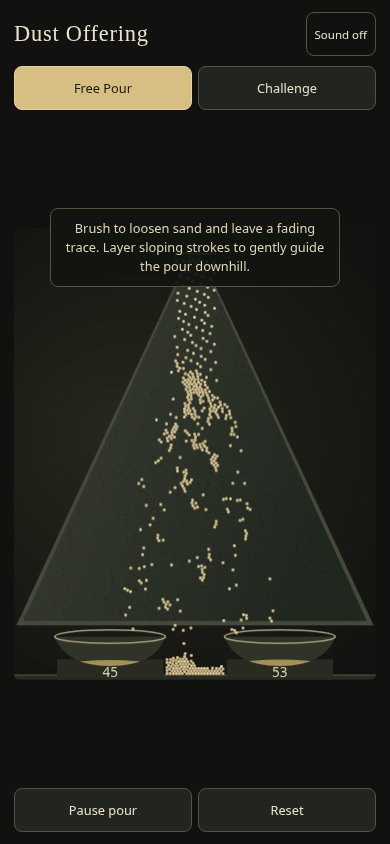 Dust Offering
Sound off
Free Pour
Challenge
Brush to loosen sand and leave a fading
trace. Layer sloping strokes to gently guide
the pour downhill.
45
53
Pause pour
Reset